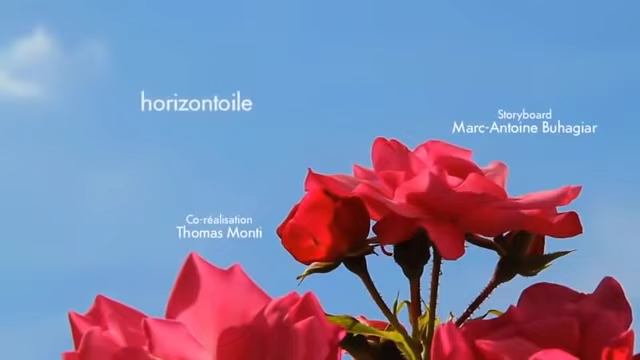 horizontoile
Storyboard
Marc-Antoine Buhagiar
Co-réalisation
Thomas Monti